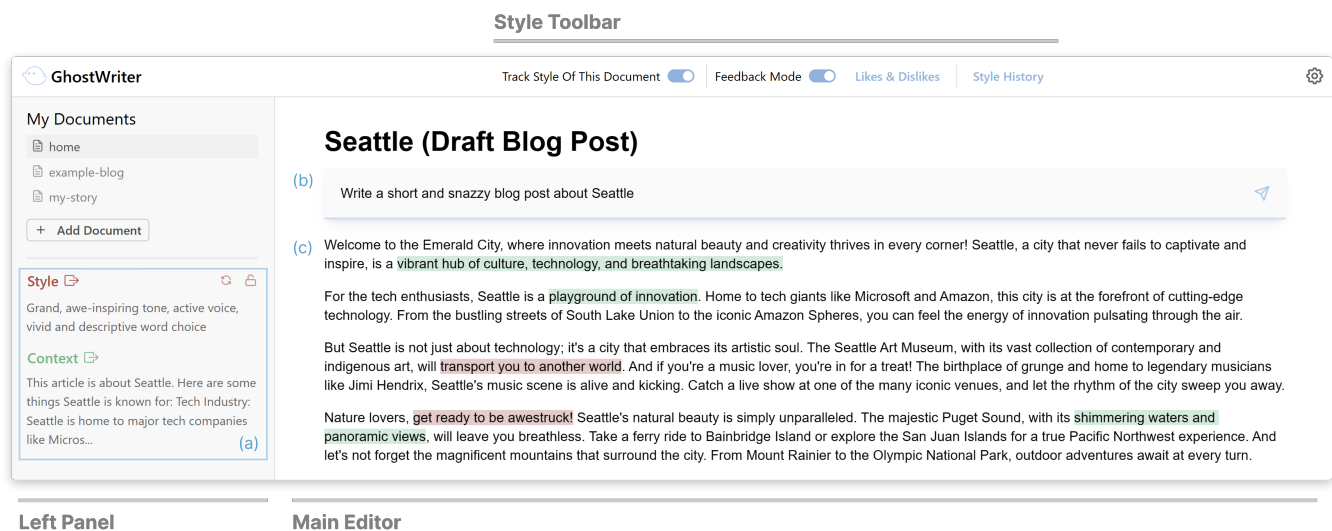 Style Toolbar
GhostWriter
Track Style Of This Document
Feedback Mode
Likes & Dislikes
Style History
My Documents
home
example-blog
my-story
+ Add Document
Style
Grand, awe-inspiring tone, active voice,
vivid and descriptive word choice
Context
This article is about Seattle. Here are some
things Seattle is known for: Tech Industry:
Seattle is home to major tech companies
like Micros...
(a)
Seattle (Draft Blog Post)
(b)
Write a short and snazzy blog post about Seattle
(c)
Welcome to the Emerald City, where innovation meets natural beauty and creativity thrives in every corner! Seattle, a city that never fails to captivate and
inspire, is a vibrant hub of culture, technology, and breathtaking landscapes.
For the tech enthusiasts, Seattle is a playground of innovation. Home to tech giants like Microsoft and Amazon, this city is at the forefront of cutting-edge
technology. From the bustling streets of South Lake Union to the iconic Amazon Spheres, you can feel the energy of innovation pulsating through the air.
But Seattle is not just about technology; it's a city that embraces its artistic soul. The Seattle Art Museum, with its vast collection of contemporary and
indigenous art, will transport you to another world. And if you're a music lover, you're in for a treat! The birthplace of grunge and home to legendary musicians
like Jimi Hendrix, Seattle's music scene is alive and kicking. Catch a live show at one of the many iconic venues, and let the rhythm of the city sweep you away.
Nature lovers, get ready to be awestruck! Seattle's natural beauty is simply unparalleled. The majestic Puget Sound, with its shimmering waters and
panoramic views, will leave you breathless. Take a ferry ride to Bainbridge Island or explore the San Juan Islands for a true Pacific Northwest experience. And
let's not forget the magnificent mountains that surround the city. From Mount Rainier to the Olympic National Park, outdoor adventures await at every turn.
Left Panel
Main Editor